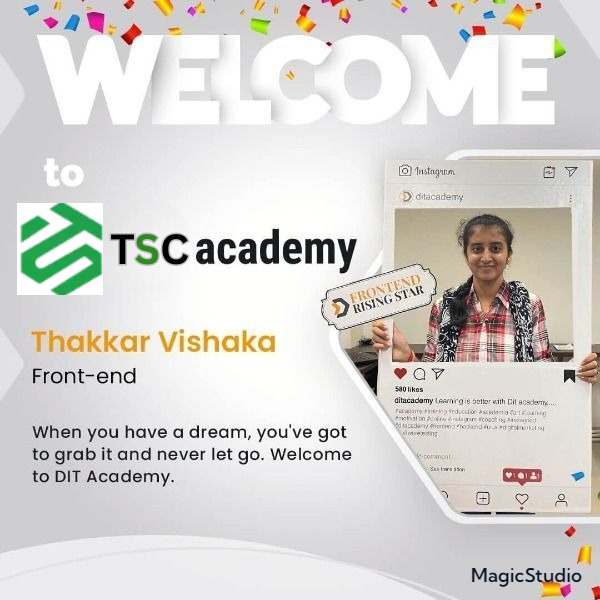 WELCOME
to
TSC academy
Thakkar Vishaka
Front-end
When you have a dream, you've got
to grab it and never let go. Welcome
to DIT Academy.
Instagram
ditacademy
FRONTEND
RISING STAR
580 likes
ditacademy Learning is better with Dit academy.....
See translation
MagicStudio